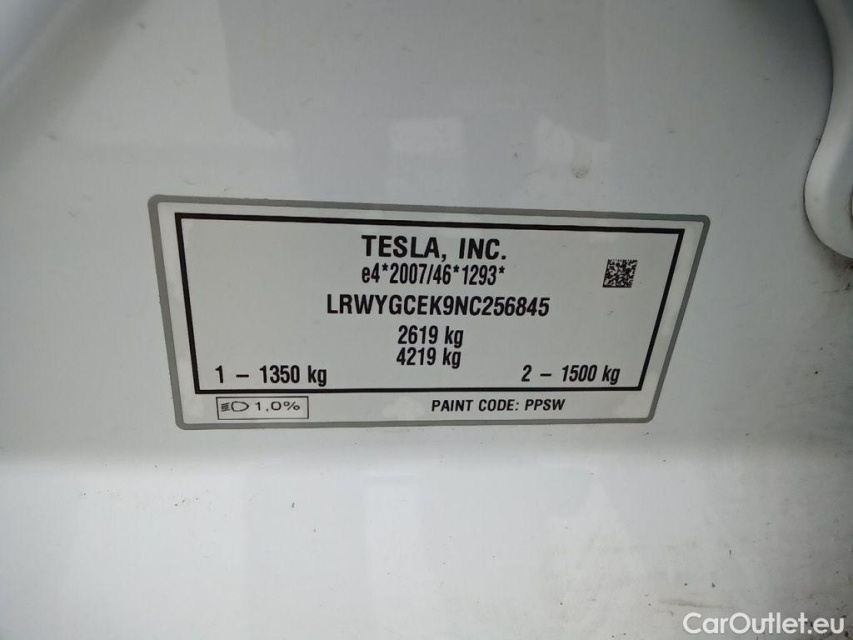 TESLA, INC.
e4*2007/46*1293*
LRWYGCEK9NC256845
2619 kg
4219 kg
1 – 1350 kg 2 – 1500 kg
1.0% PAINT CODE: PPSW
CarOutlet.eu